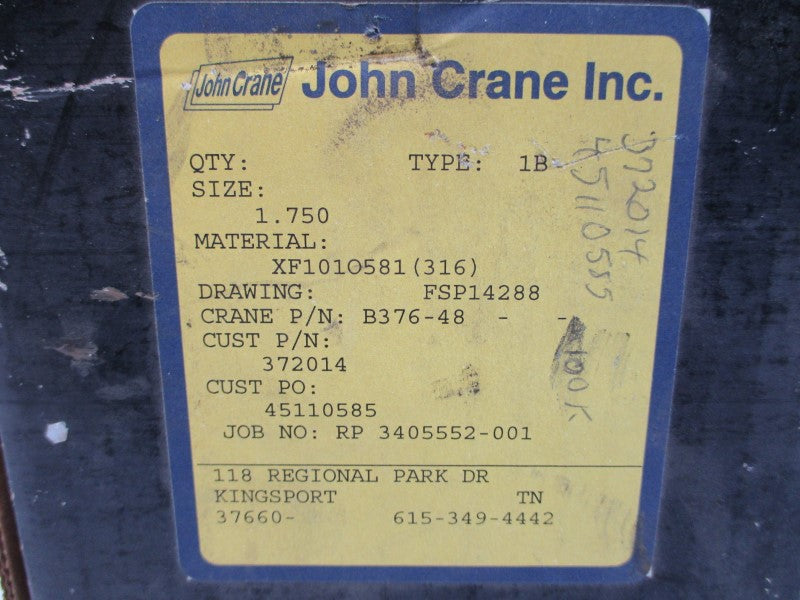 John Crane John Crane Inc.
QTY: TYPE: 1B
SIZE:
1.750
MATERIAL:
XF1010581(316)
DRAWING: FSP14288
CRANE P/N: B376-48 - -
CUST P/N:
372014
CUST PO:
45110585
JOB NO: RP 3405552-001
118 REGIONAL PARK DR
KINGSPORT TN
37660- 615-349-4442
372014
45110585